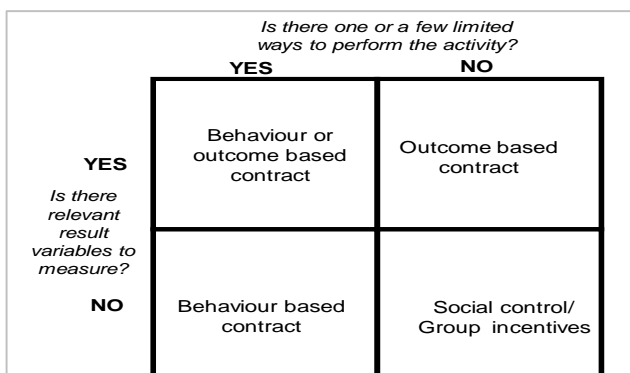 Is there one or a few limited
ways to perform the activity?
YES NO
YES
Is there
relevant
result
variables to
measure?
NO
Behaviour or
outcome based
contract
Outcome based
contract
Behaviour based
contract
Social control/
Group incentives